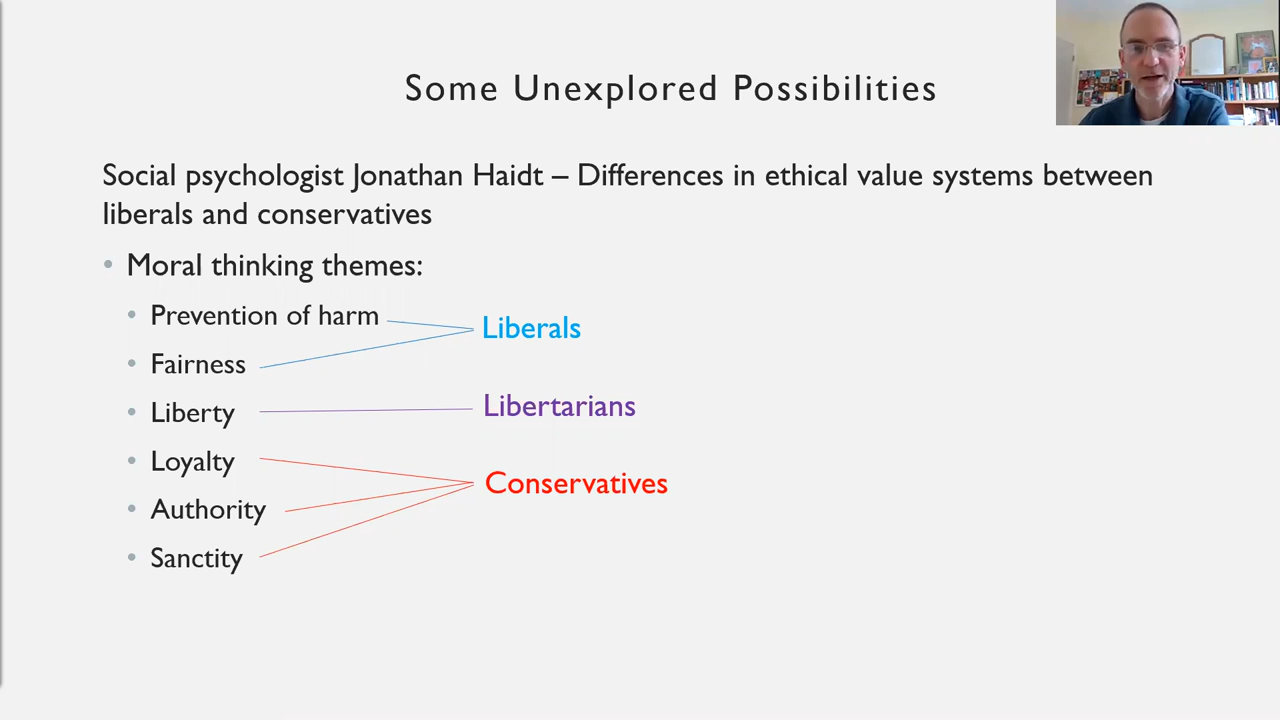 Some Unexplored Possibilities
Social psychologist Jonathan Haidt – Differences in ethical value systems between
liberals and conservatives
• Moral thinking themes:
• Prevention of harm
Liberals
• Fairness
• Liberty
Libertarians
• Loyalty
Conservatives
• Authority
• Sanctity